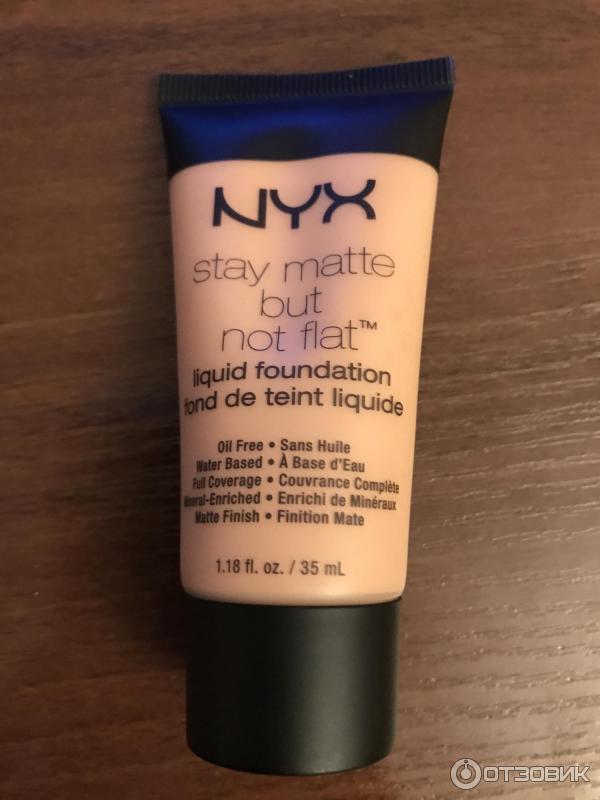 NYX
stay matte
but
not flat™
liquid foundation
fond de teint liquide
Oil Free • Sans Huile
Water Based • À Base d'Eau
Full Coverage • Couvrance Complète
Mineral-Enriched • Enrichi de Minéraux
Matte Finish • Finition Mate
1.18 fl. oz. / 35 mL
ОТЗОВИК